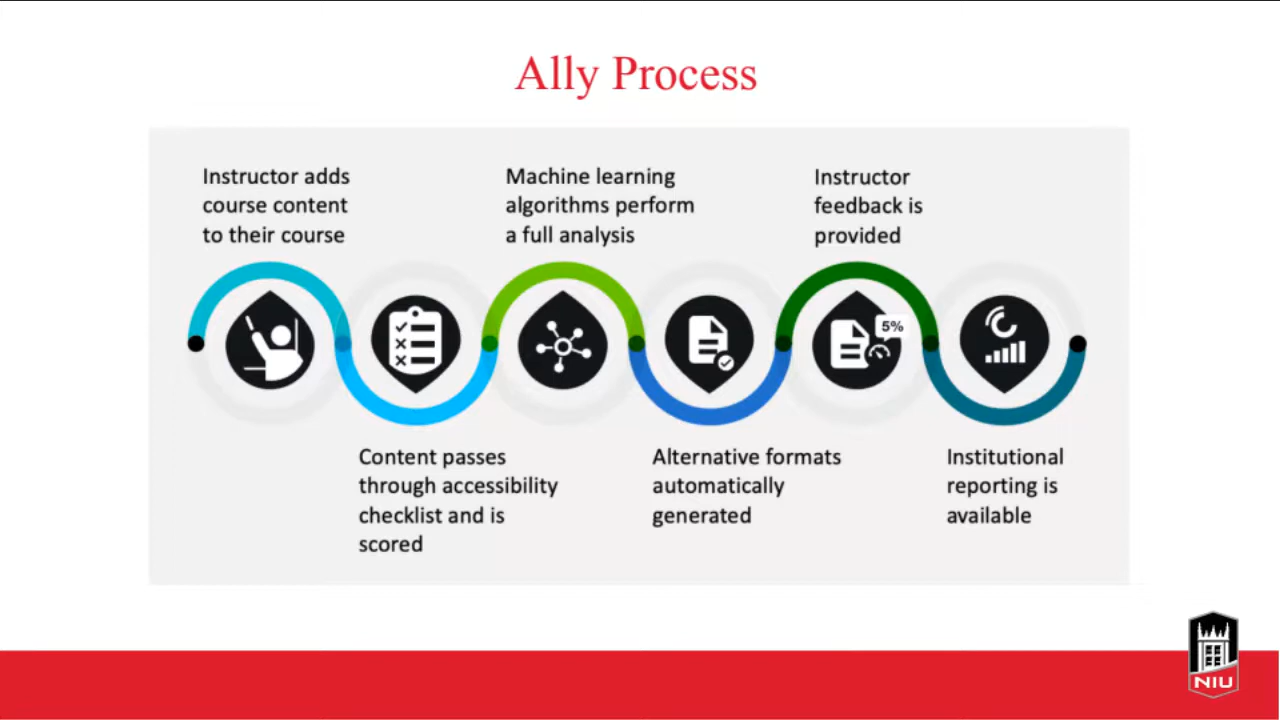 Ally Process
Instructor adds
course content
to their course
Content passes
through accessibility
checklist and is
scored
Machine learning
algorithms perform
a full analysis
Alternative formats
automatically
generated
Instructor
feedback is
provided
5%
Institutional
reporting is
available
NIU